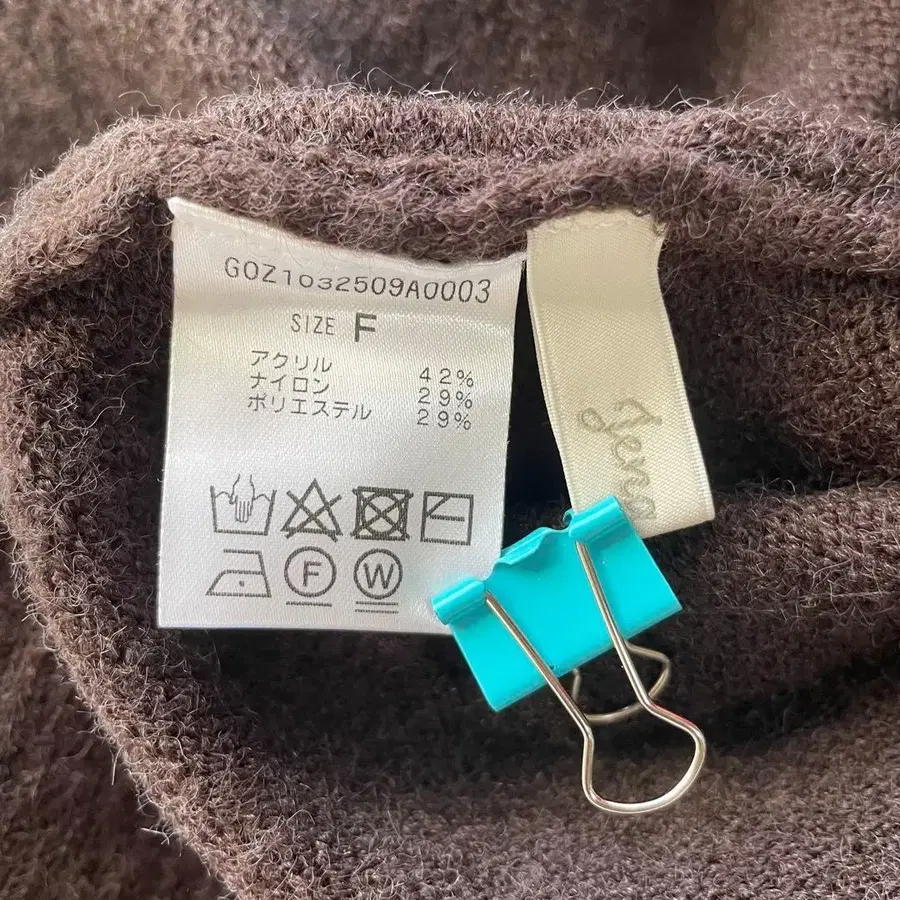 GOZ1032509A0003
SIZE F
アクリル 42%
ナイロン 29%
ポリエステル 29%
F W